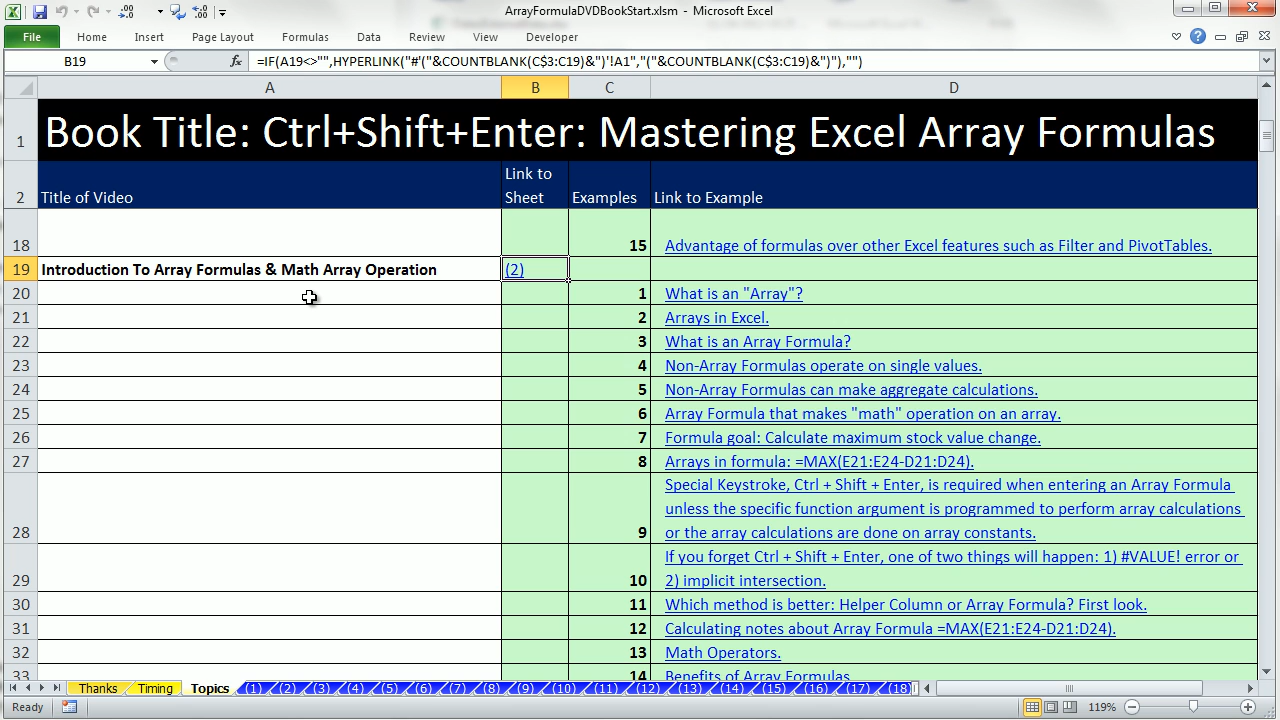 ArrayFormulaDVDBookStart.xlsm - Microsoft Excel
File Home Insert Page Layout Formulas Data Review View Developer
B19 fx =IF(A19<>"",HYPERLINK("#'("&COUNTBLANK(C$3:C19)&")'!A1","("&COUNTBLANK(C$3:C19)&")"),"")
A B C D
1 Book Title: Ctrl+Shift+Enter: Mastering Excel Array Formulas
Link to
2 Title of Video Sheet Examples Link to Example
18 15 Advantage of formulas over other Excel features such as Filter and PivotTables.
19 Introduction To Array Formulas & Math Array Operation (2)
20 1 What is an "Array"?
21 2 Arrays in Excel.
22 3 What is an Array Formula?
23 4 Non-Array Formulas operate on single values.
24 5 Non-Array Formulas can make aggregate calculations.
25 6 Array Formula that makes "math" operation on an array.
26 7 Formula goal: Calculate maximum stock value change.
27 8 Arrays in formula: =MAX(E21:E24-D21:D24).
Special Keystroke, Ctrl + Shift + Enter, is required when entering an Array Formula
unless the specific function argument is programmed to perform array calculations
28 9 or the array calculations are done on array constants.
If you forget Ctrl + Shift + Enter, one of two things will happen: 1) #VALUE! error or
29 10 2) implicit intersection.
30 11 Which method is better: Helper Column or Array Formula? First look.
31 12 Calculating notes about Array Formula =MAX(E21:E24-D21:D24).
32 13 Math Operators.
33 14 Benefits of Array Formulas
Thanks Timing Topics (1) (2) (3) (4) (5) (6) (7) (8) (9) (10) (11) (12) (13) (14) (15) (16) (17) (18
Ready 119%